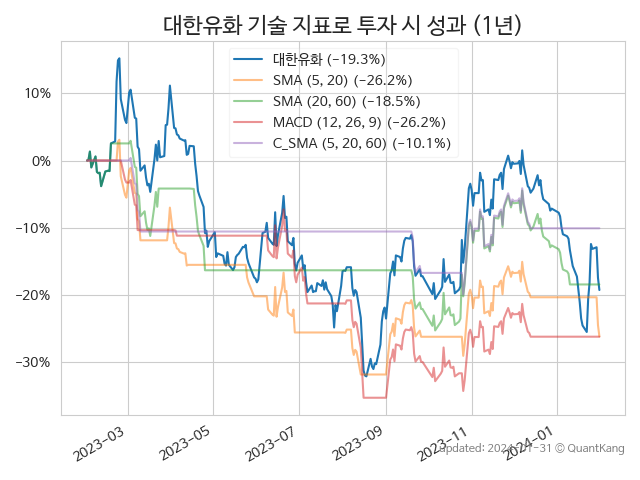 대한유화 기술 지표로 투자 시 성과 (1년)
대한유화 (−19.3%)
SMA (5, 20) (−26.2%)
SMA (20, 60) (−18.5%)
MACD (12, 26, 9) (−26.2%)
C_SMA (5, 20, 60) (−10.1%)
10%
0%
−10%
−20%
−30%
2023-03
2023-05
2023-07
2023-09
2023-11
2024-01
updated: 2024-01-31 © QuantKang